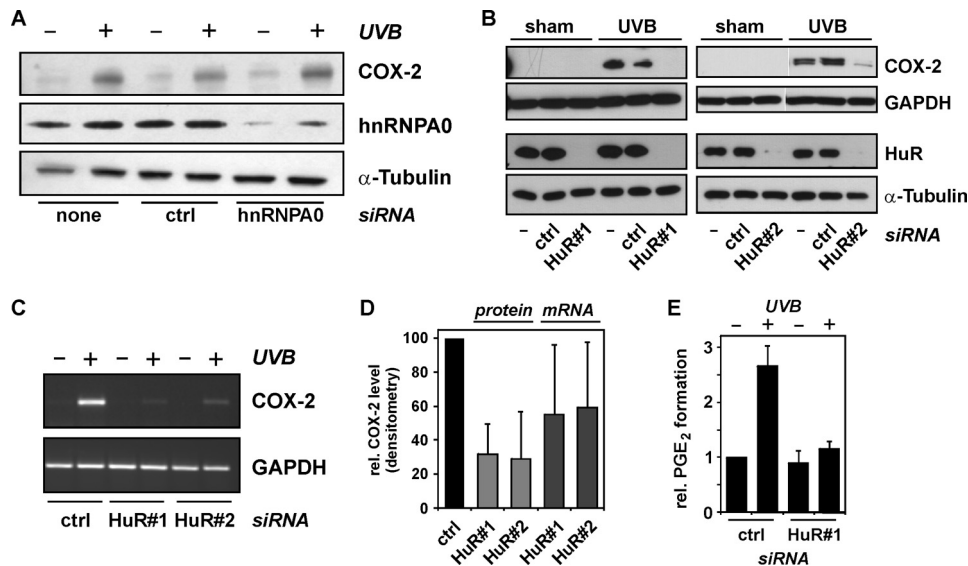 A
– + – + – + UVB
COX-2
hnRNPA0
α-Tubulin
none ctrl hnRNPA0 siRNA
B
sham UVB sham UVB
COX-2
GAPDH
HuR
α-Tubulin
– ctrl HuR#1 – ctrl HuR#1 – ctrl HuR#2 – ctrl HuR#2 siRNA
C
– + – + – + UVB
COX-2
GAPDH
ctrl HuR#1 HuR#2 siRNA
D
protein mRNA
rel. COX-2 level
(densitometry)
100
80
60
40
20
0
ctrl HuR#1 HuR#2 HuR#1 HuR#2
E
UVB
– + – +
rel. PGE2 formation
3
2
1
0
ctrl HuR#1
siRNA